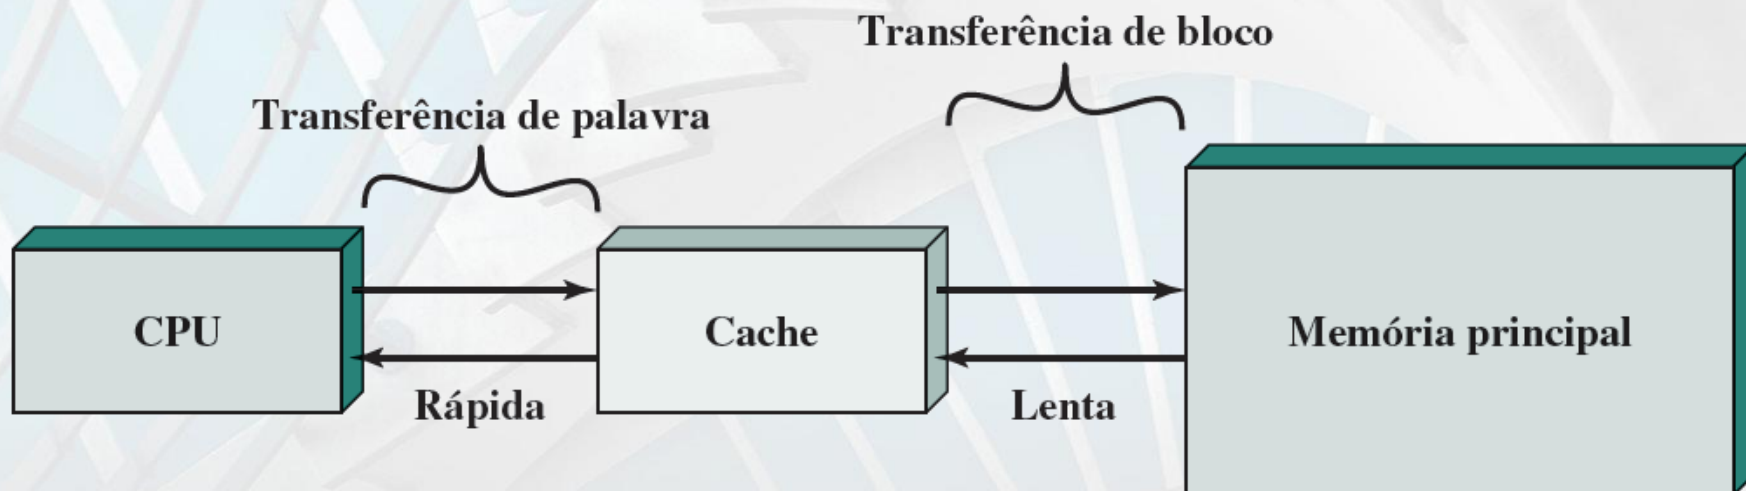 Transferência de bloco
Transferência de palavra
CPU
Cache
Memória principal
Rápida
Lenta